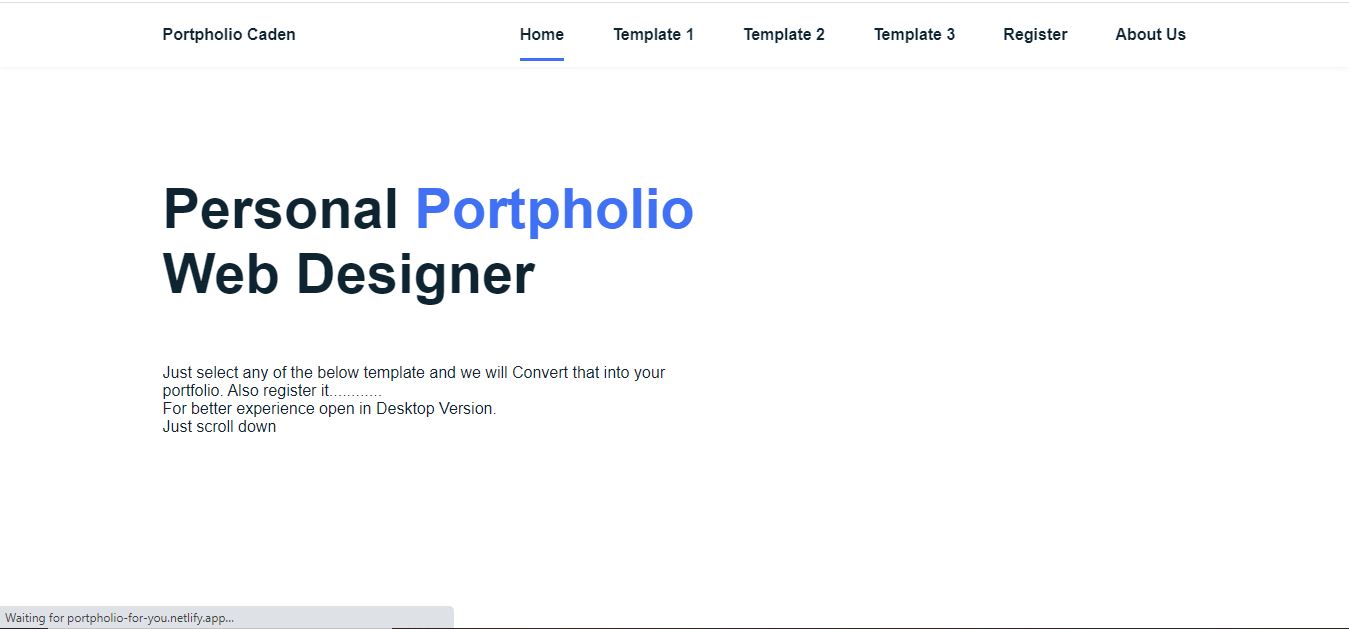 Portpholio Caden
Home
Template 1
Template 2
Template 3
Register
About Us
Personal Portpholio
Web Designer
Just select any of the below template and we will Convert that into your
portfolio. Also register it............
For better experience open in Desktop Version.
Just scroll down
Waiting for portpholio-for-you.netlify.app...